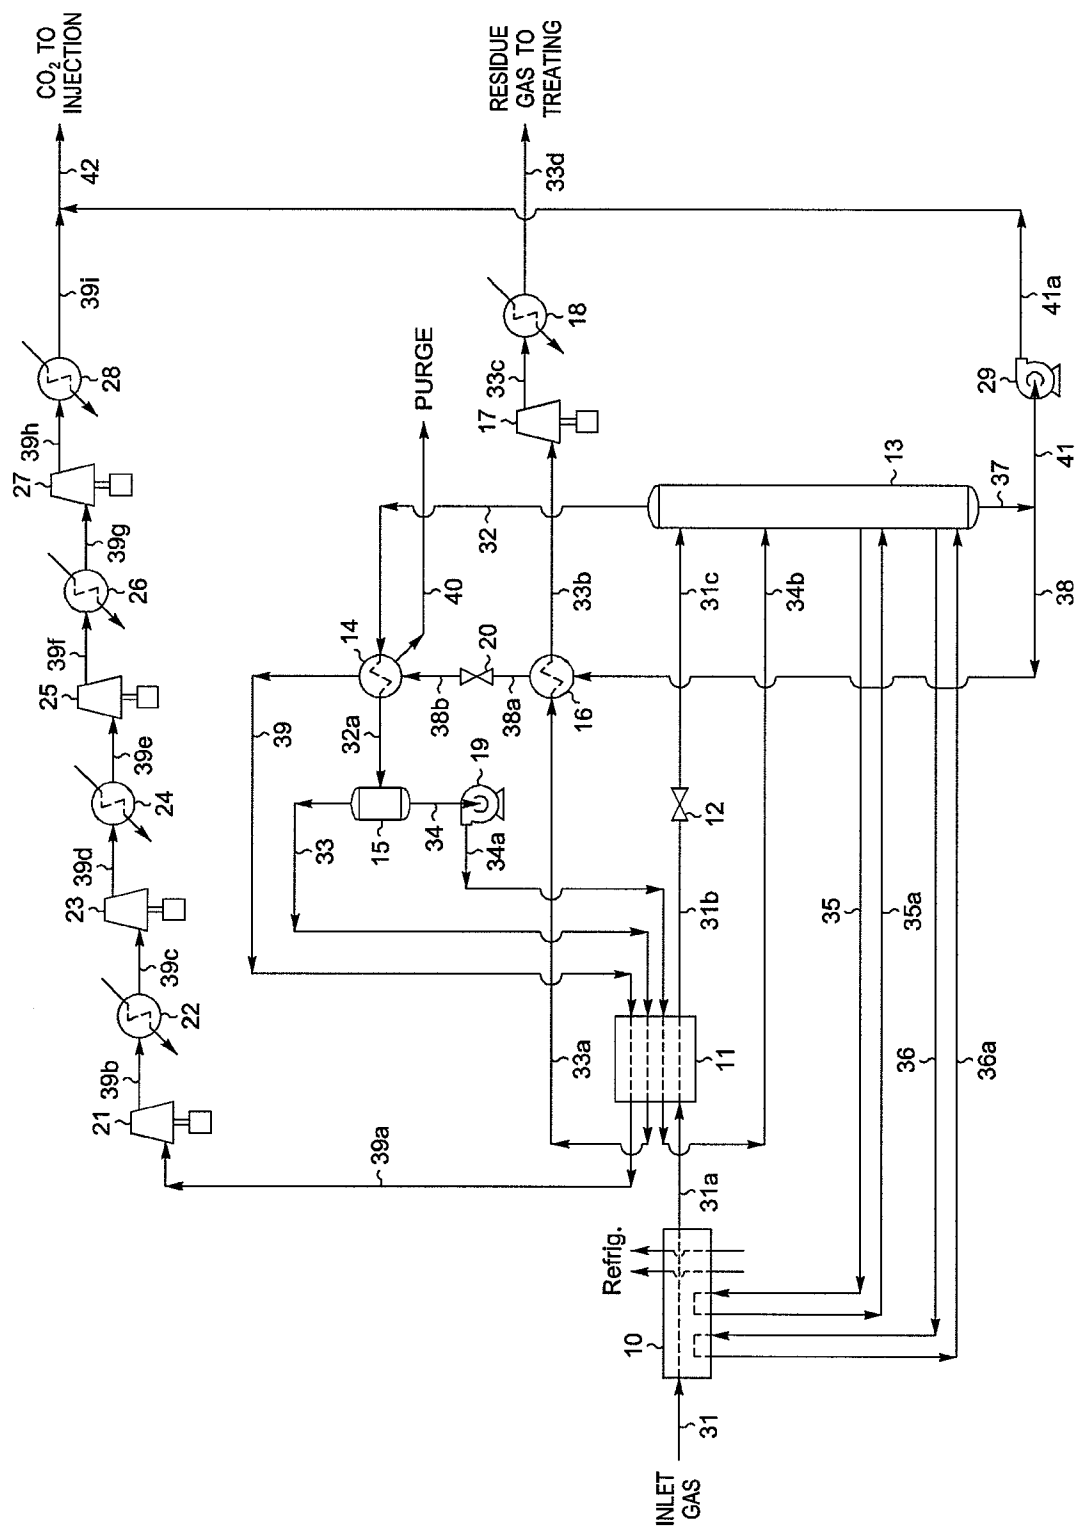 CO₂ TO
INJECTION
42
39i
28
39h
27
39g
26
39f
25
39e
24
39d
23
39c
22
39b
21
39a
RESIDUE
GAS TO
TREATING
33d
18
33c
17
PURGE
40
32
14
39
32a
38b
20
38a
16
33b
33
15
34
19
34a
33a
11
31b
12
31c
34b
13
37
41
29
41a
38
35
35a
36
36a
Refrig.
10
31a
31
INLET
GAS